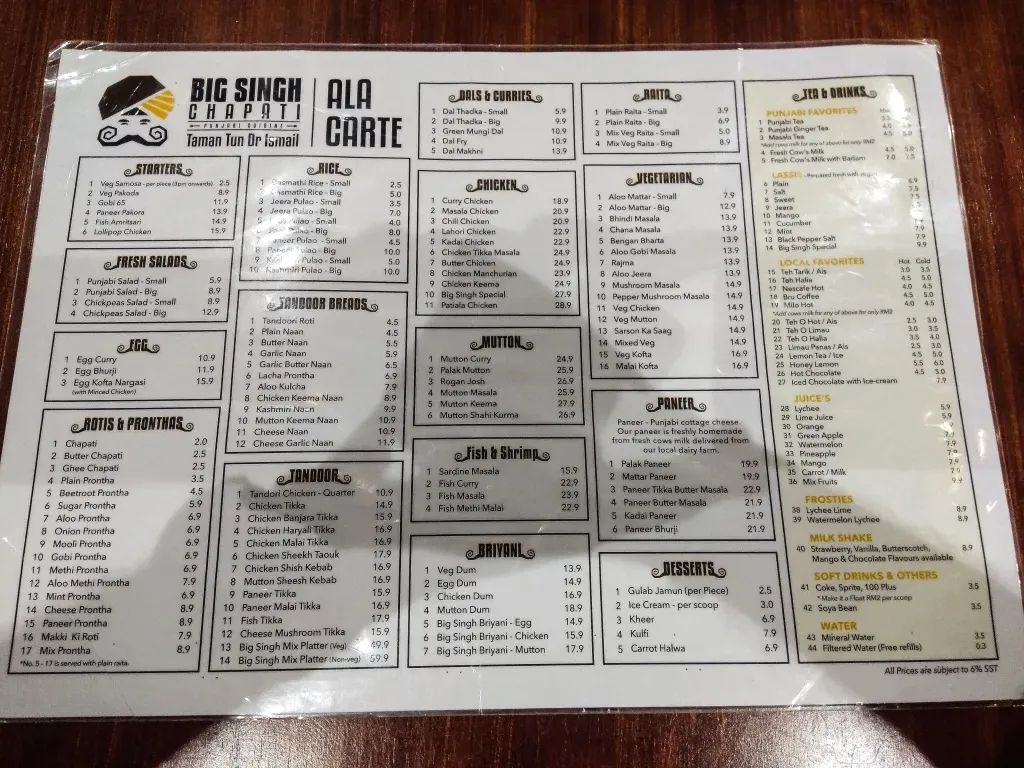 BIG SINGH
CHAPATI
PUNJABI CUISINE
Taman Tun Dr Ismail
ALA
CARTE
STARTERS
1 Veg Samosa - per piece (3pm onwards) 2.5
2 Veg Pakoda 8.9
3 Gobi 65 11.9
4 Paneer Pakora 13.9
5 Fish Amritsari 14.9
6 Lollipop Chicken 15.9
FRESH SALADS
1 Punjabi Salad - Small 5.9
2 Punjabi Salad - Big 8.9
3 Chickpeas Salad - Small 8.9
4 Chickpeas Salad - Big 12.9
EGG
1 Egg Curry 10.9
2 Egg Bhurji 11.9
3 Egg Kofta Nargasi 15.9
(with Minced Chicken)
ROTIS & PRONTHAS
1 Chapati 2.0
2 Butter Chapati 2.5
3 Ghee Chapati 2.5
4 Plain Prontha 3.5
5 Beetroot Prontha 4.5
6 Sugar Prontha 5.9
7 Aloo Prontha 6.9
8 Onion Prontha 6.9
9 Mooli Prontha 6.9
10 Gobi Prontha 6.9
11 Methi Prontha 6.9
12 Aloo Methi Prontha 7.9
13 Mint Prontha 6.9
14 Cheese Prontha 8.9
15 Paneer Prontha 8.9
16 Makki Ki Roti 7.9
17 Mix Prontha 8.9
*No. 5 - 17 is served with plain raita.
RICE
1 Basmathi Rice - Small 2.5
2 Basmathi Rice - Big 5.0
3 Jeera Pulao - Small 3.5
4 Jeera Pulao - Big 7.0
5 Pulao - Small 4.0
6 Pulao - Big 8.0
7 Paneer Pulao - Small 4.5
8 Paneer Pulao - Big 10.0
9 Kashmiri Pulao - Small 5.0
10 Kashmiri Pulao - Big 10.0
TANDOOR BREADS
1 Tandoori Roti 4.5
2 Plain Naan 4.5
3 Butter Naan 5.5
4 Garlic Naan 5.9
5 Garlic Butter Naan 6.5
6 Lacha Prontha 6.9
7 Aloo Kulcha 7.9
8 Chicken Keema Naan 8.9
9 Kashmiri Naan 9.9
10 Mutton Keema Naan 10.9
11 Cheese Naan 10.9
12 Cheese Garlic Naan 11.9
TANDOOR
1 Tandori Chicken - Quarter 10.9
2 Chicken Tikka 14.9
3 Chicken Banjara Tikka 15.9
4 Chicken Haryali Tikka 16.9
5 Chicken Malai Tikka 16.9
6 Chicken Sheekh Taouk 17.9
7 Chicken Shish Kebab 16.9
8 Mutton Sheesh Kebab 16.9
9 Paneer Tikka 15.9
10 Paneer Malai Tikka 16.9
11 Fish Tikka 17.9
12 Cheese Mushroom Tikka 15.9
13 Big Singh Mix Platter (Veg) 49.9
14 Big Singh Mix Platter (Non-veg) 59.9
DALS & CURRIES
1 Dal Thadka - Small 5.9
2 Dal Thadka - Big 9.9
3 Green Mungi Dal 10.9
4 Dal Fry 10.9
5 Dal Makhni 13.9
CHICKEN
1 Curry Chicken 18.9
2 Masala Chicken 20.9
3 Chili Chicken 20.9
4 Lahori Chicken 22.9
5 Kadai Chicken 22.9
6 Chicken Tikka Masala 24.9
7 Butter Chicken 24.9
8 Chicken Manchurian 23.9
9 Chicken Keema 24.9
10 Big Singh Special 27.9
11 Patiala Chicken 28.9
MUTTON
1 Mutton Curry 24.9
2 Palak Mutton 25.9
3 Rogan Josh 26.9
4 Mutton Masala 25.9
5 Mutton Keema 27.9
6 Mutton Shahi Kurma 26.9
Fish & Shrimp
1 Sardine Masala 15.9
2 Fish Curry 22.9
3 Fish Masala 23.9
4 Fish Methi Malai 22.9
BRIYANI
1 Veg Dum 13.9
2 Egg Dum 14.9
3 Chicken Dum 16.9
4 Mutton Dum 18.9
5 Big Singh Briyani - Egg 14.9
6 Big Singh Briyani - Chicken 15.9
7 Big Singh Briyani - Mutton 17.9
RAITA
1 Plain Raita - Small 3.9
2 Plain Raita - Big 6.9
3 Mix Veg Raita - Small 5.0
4 Mix Veg Raita - Big 8.9
VEGETARIAN
1 Aloo Mattar - Small 7.9
2 Aloo Mattar - Big 12.9
3 Bhindi Masala 13.9
4 Chana Masala 13.9
5 Bengan Bharta 13.9
6 Aloo Gobi Masala 13.9
7 Rajma 13.9
8 Aloo Jeera 13.9
9 Mushroom Masala 14.9
10 Pepper Mushroom Masala 14.9
11 Veg Chicken 14.9
12 Veg Mutton 14.9
13 Sarson Ka Saag 14.9
14 Mixed Veg 14.9
15 Veg Kofta 16.9
16 Malai Kofta 16.9
PANEER
Paneer - Punjabi cottage cheese.
Our paneer is freshly homemade
from fresh cows milk delivered from
our local dairy farm.
1 Palak Paneer 19.9
2 Mattar Paneer 19.9
3 Paneer Tikka Butter Masala 22.9
4 Paneer Butter Masala 21.9
5 Kadai Paneer 21.9
6 Paneer Bhurji 21.9
DESSERTS
1 Gulab Jamun (per Piece) 2.5
2 Ice Cream - per scoop 3.0
3 Kheer 6.9
4 Kulfi 7.9
5 Carrot Halwa 6.9
TEA & DRINKS
PUNJABI FAVORITES
1 Punjabi Tea
2 Punjabi Ginger Tea
3 Masala Tea 4.5 5.0
*Add cows milk for any of above for only RM2
4 Fresh Cow's Milk 4.5 5.0
5 Fresh Cow's Milk with Badam 7.0 7.5
LASSI
6 Plain 6.9
7 Salt 7.5
8 Sweet 7.5
9 Jeera
10 Mango
11 Cucumber
12 Mint 7.9
13 Black Pepper Salt 7.9
14 Big Singh Special 9.9
LOCAL FAVORITES Hot Cold
15 Teh Tarik / Ais 3.0 3.5
16 Teh Halia 4.5 5.0
17 Nescafe Hot 4.0 4.5
18 Bru Coffee 4.5 5.0
19 Milo Hot 4.0 4.5
*Add cows milk for any of above for only RM2
20 Teh O Hot / Ais 2.5 3.0
21 Teh O Limau 3.0 3.5
22 Teh O Halia 3.5 4.0
23 Limau Panas / Ais 2.5 3.0
24 Lemon Tea / Ice 4.5 5.0
25 Honey Lemon 5.5 6.0
26 Hot Chocolate 4.5 5.0
27 Iced Chocolate with Ice-cream 7.9
JUICE'S
28 Lychee 5.9
29 Lime Juice 5.9
30 Orange
31 Green Apple
32 Watermelon
33 Pineapple
34 Mango
35 Carrot / Milk
36 Mix Fruits 9.9
FROSTIES
38 Lychee Lime 8.9
39 Watermelon Lychee 8.9
MILK SHAKE
40 Strawberry, Vanilla, Butterscotch, 8.9
Mango & Chocolate Flavours available
SOFT DRINKS & OTHERS
41 Coke, Sprite, 100 Plus 3.5
* Make it a Float RM2 per scoop
42 Soya Bean 3.5
WATER
43 Mineral Water 3.5
44 Filtered Water (Free refills) 0.3
All Prices are subject to 6% SST